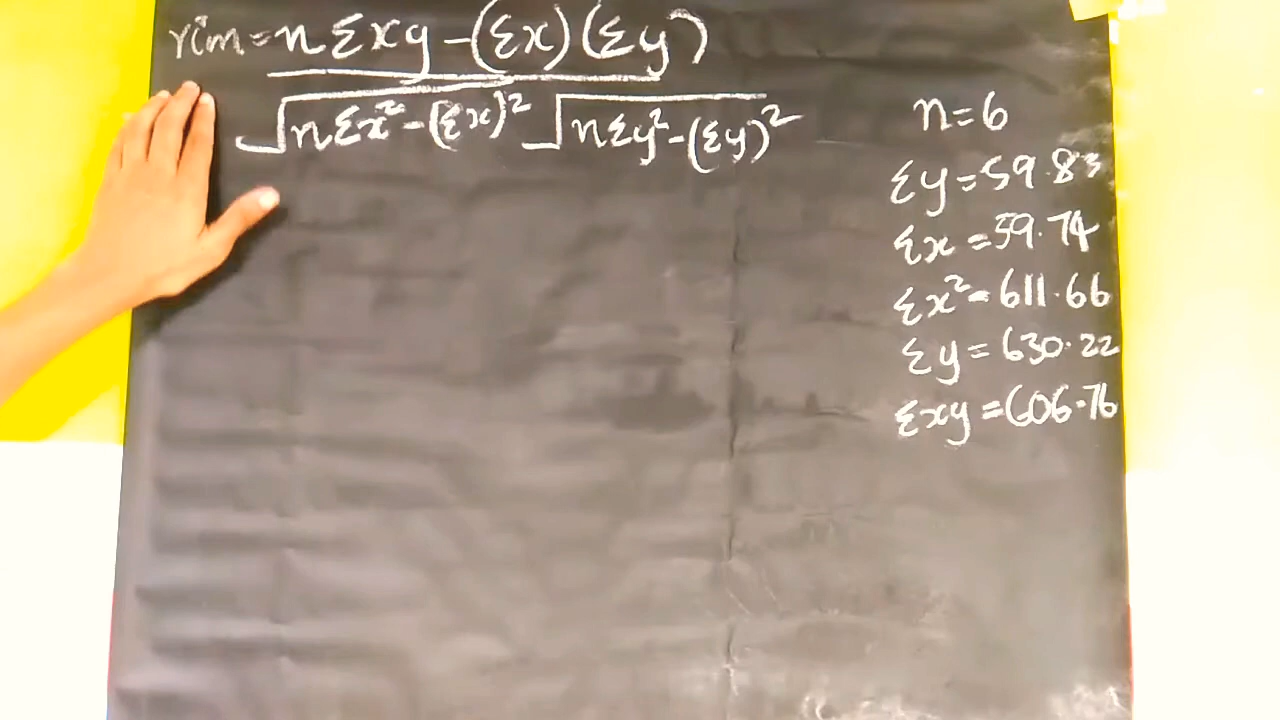 rim = nΣxy - (Σx)(Σy)
√nΣx² - (Σx)² √nΣy² - (Σy)²
n = 6
Σy = 59.83
Σx = 59.74
Σx² = 611.66
Σy = 630.22
Σxy = 606.76